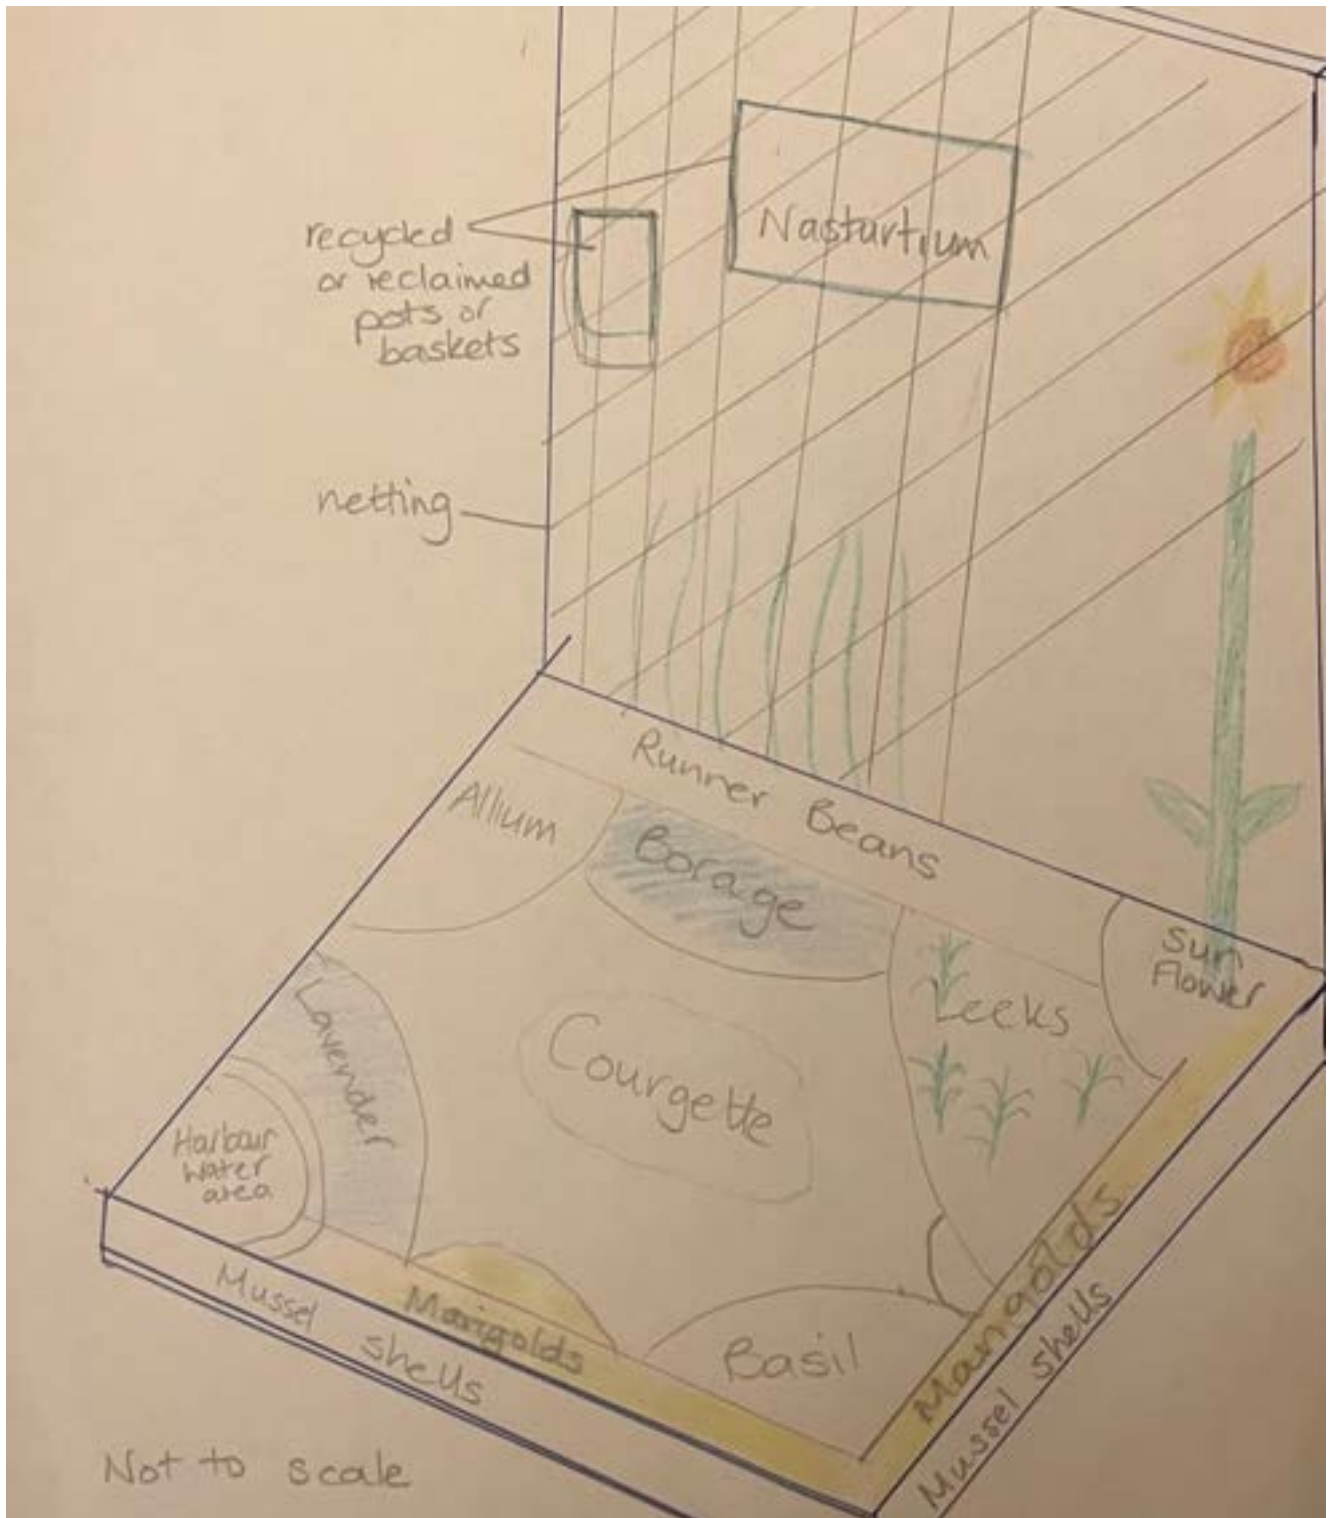 Nasturtium
recycled
or reclaimed
pots or
baskets
netting
Runner Beans
Allium
Borage
Sun
Flower
Leeks
Lavender
Courgette
Harbour
Water
area
Marigolds
Mussel shells
Basil
Marigolds
Mussel shells
Not to scale